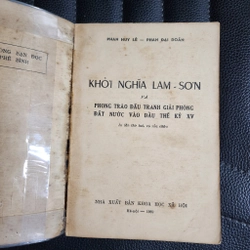 PHAN HUY LÊ — PHAN ĐẠI DOÃN
KHỞI NGHĨA LAM-SƠN
VÀ
PHONG TRÀO ĐẤU TRANH GIẢI PHÓNG
ĐẤT NƯỚC VÀO ĐẦU THẾ KỶ XV
NHÀ XUẤT BẢN KHOA HỌC XÃ HỘI